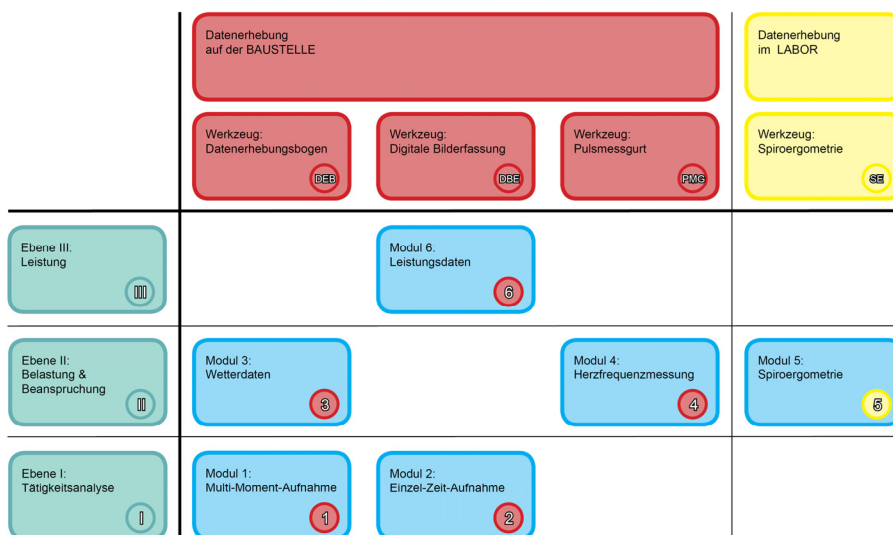 Datenerhebung
auf der BAUSTELLE
Datenerhebung
im LABOR
Werkzeug:
Datenerhebungsbogen
DEB
Werkzeug:
Digitale Bilderfassung
DBE
Werkzeug:
Pulsmessgurt
PMG
Werkzeug:
Spiroergometrie
SE
Ebene III:
Leistung
III
Modul 6:
Leistungsdaten
6
Ebene II:
Belastung &
Beanspruchung
II
Modul 3:
Wetterdaten
3
Modul 4:
Herzfrequenzmessung
4
Modul 5:
Spiroergometrie
5
Ebene I:
Tätigkeitsanalyse
I
Modul 1:
Multi-Moment-Aufnahme
1
Modul 2:
Einzel-Zeit-Aufnahme
2